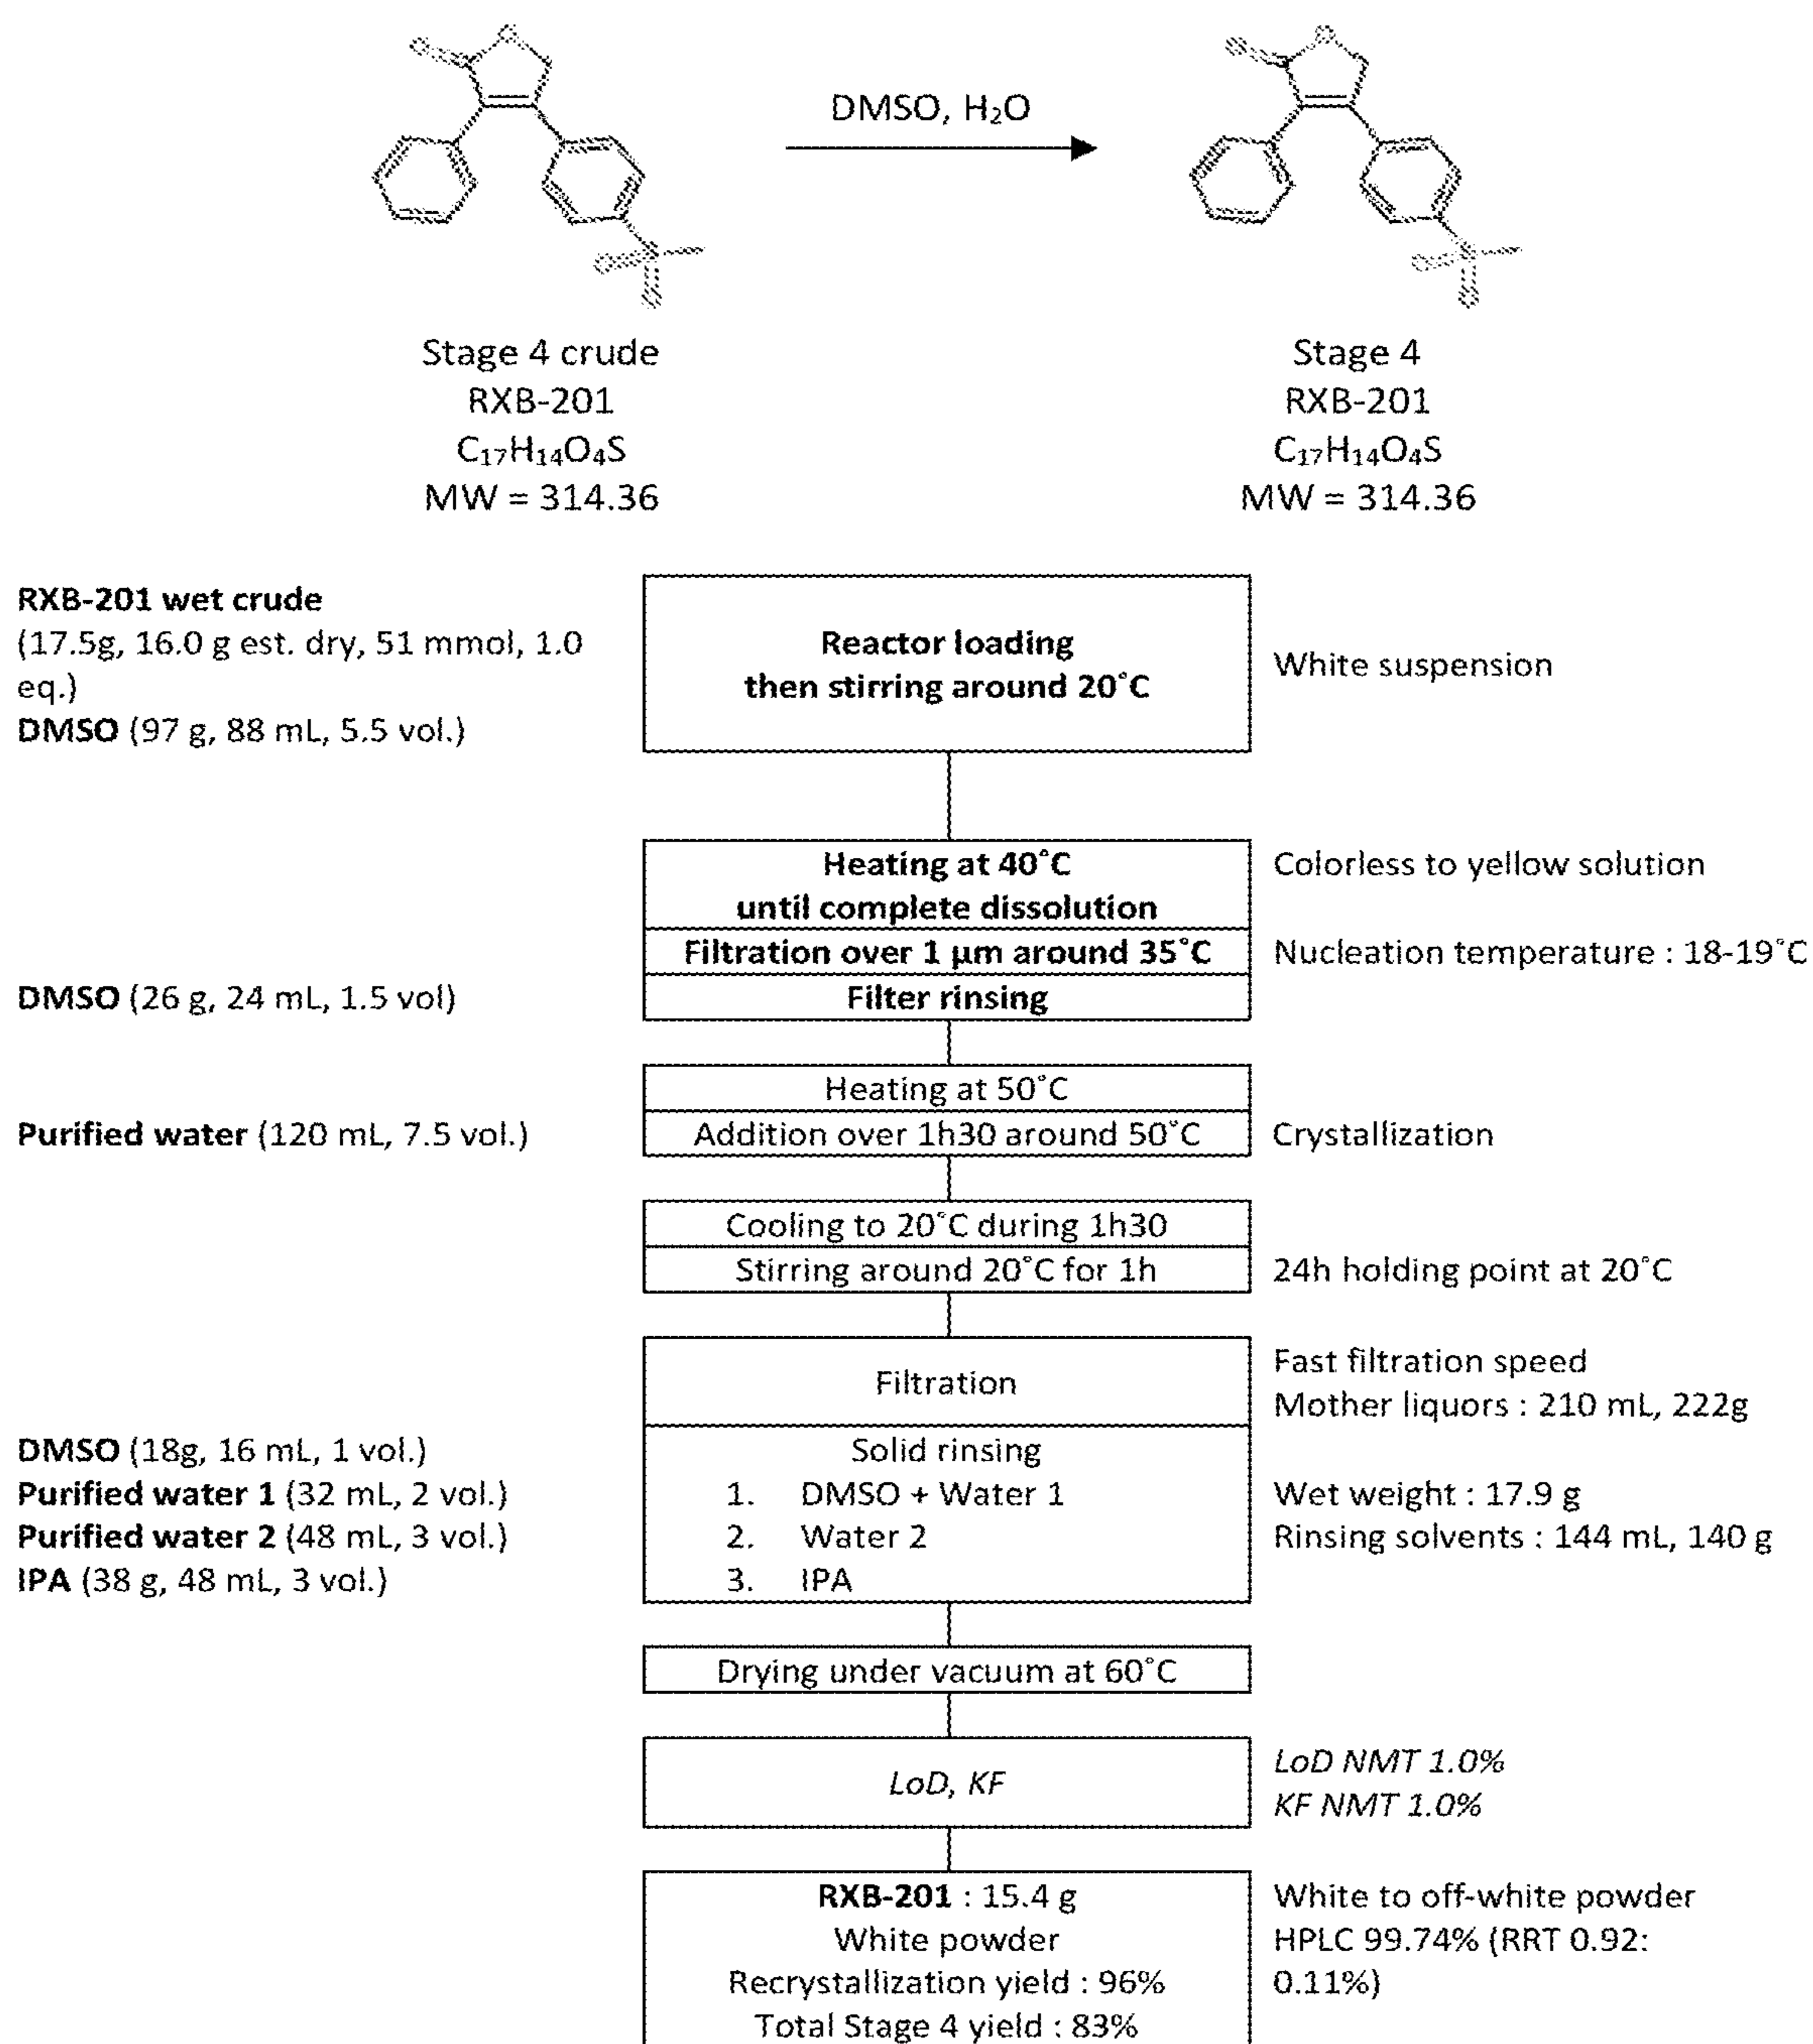 DMSO, H₂O
Stage 4 crude
RXB-201
C₁₇H₁₄O₄S
MW = 314.36
Stage 4
RXB-201
C₁₇H₁₄O₄S
MW = 314.36
RXB-201 wet crude
(17.5g, 16.0 g est. dry, 51 mmol, 1.0
eq.)
DMSO (97 g, 88 mL, 5.5 vol.)
Reactor loading
then stirring around 20°C
White suspension
Heating at 40°C
until complete dissolution
Colorless to yellow solution
Filtration over 1 µm around 35°C
Nucleation temperature : 18-19°C
DMSO (26 g, 24 mL, 1.5 vol)
Filter rinsing
Heating at 50°C
Purified water (120 mL, 7.5 vol.)
Addition over 1h30 around 50°C
Crystallization
Cooling to 20°C during 1h30
Stirring around 20°C for 1h
24h holding point at 20°C
Filtration
Fast filtration speed
Mother liquors : 210 mL, 222g
DMSO (18g, 16 mL, 1 vol.)
Purified water 1 (32 mL, 2 vol.)
Purified water 2 (48 mL, 3 vol.)
IPA (38 g, 48 mL, 3 vol.)
Solid rinsing
1. DMSO + Water 1
2. Water 2
3. IPA
Wet weight : 17.9 g
Rinsing solvents : 144 mL, 140 g
Drying under vacuum at 60°C
LoD, KF
LoD NMT 1.0%
KF NMT 1.0%
RXB-201 : 15.4 g
White powder
Recrystallization yield : 96%
Total Stage 4 yield : 83%
White to off-white powder
HPLC 99.74% (RRT 0.92:
0.11%)